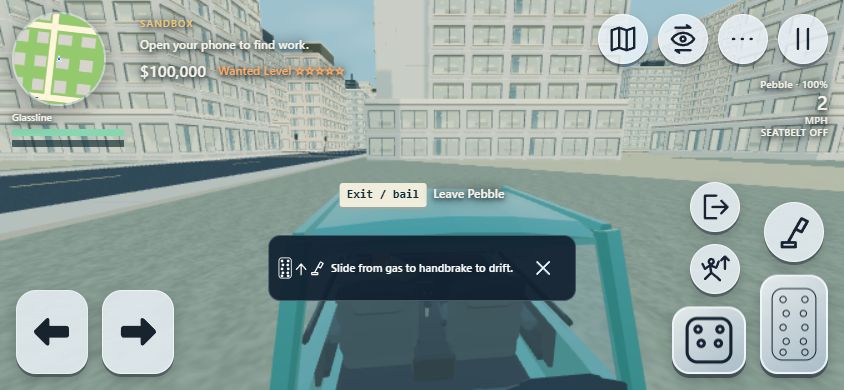 SANDBOX
Open your phone to find work.
$100,000 Wanted Level ☆☆☆☆☆
Glassline
Pebble · 100%
2
MPH
SEATBELT OFF
Exit / bail Leave Pebble
Slide from gas to handbrake to drift.